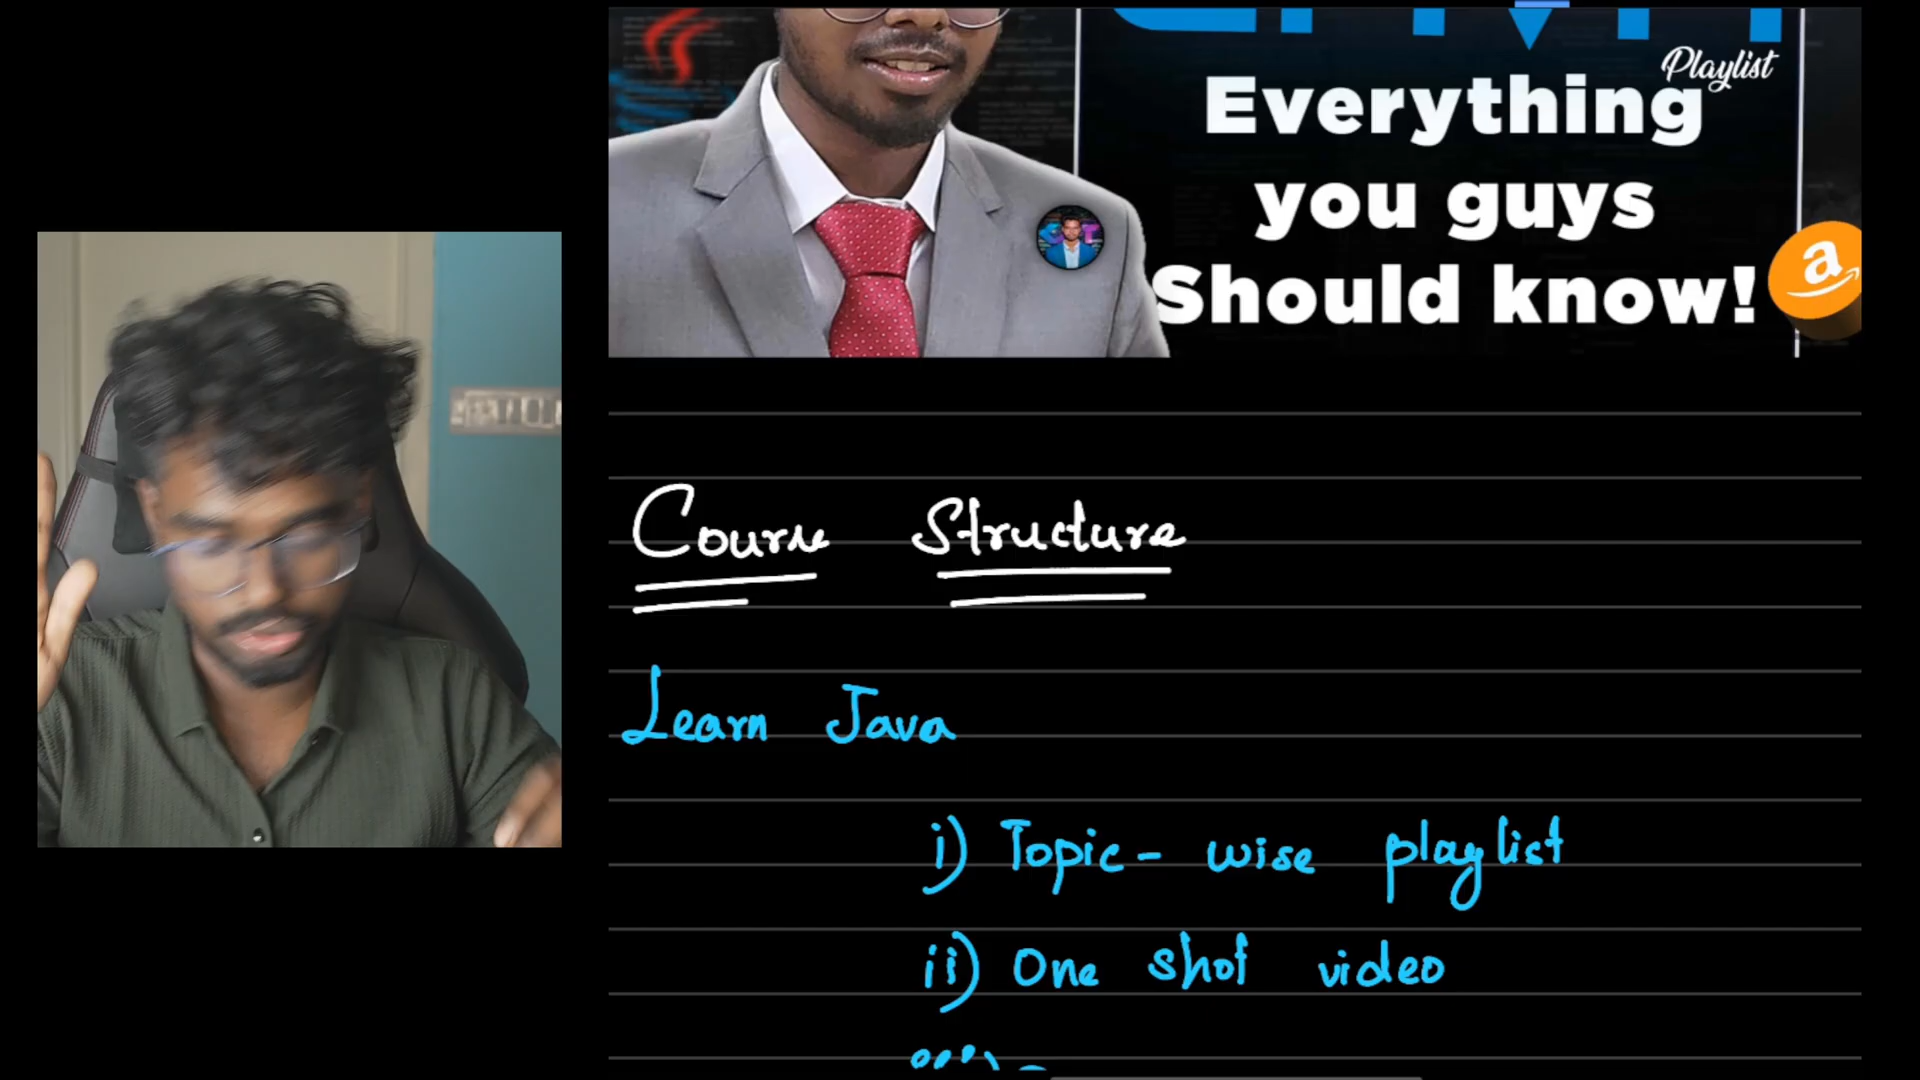 Playlist
Everything
you guys
Should know!
a
Course Structure
Learn Java
i) Topic - wise playlist
ii) One shot video